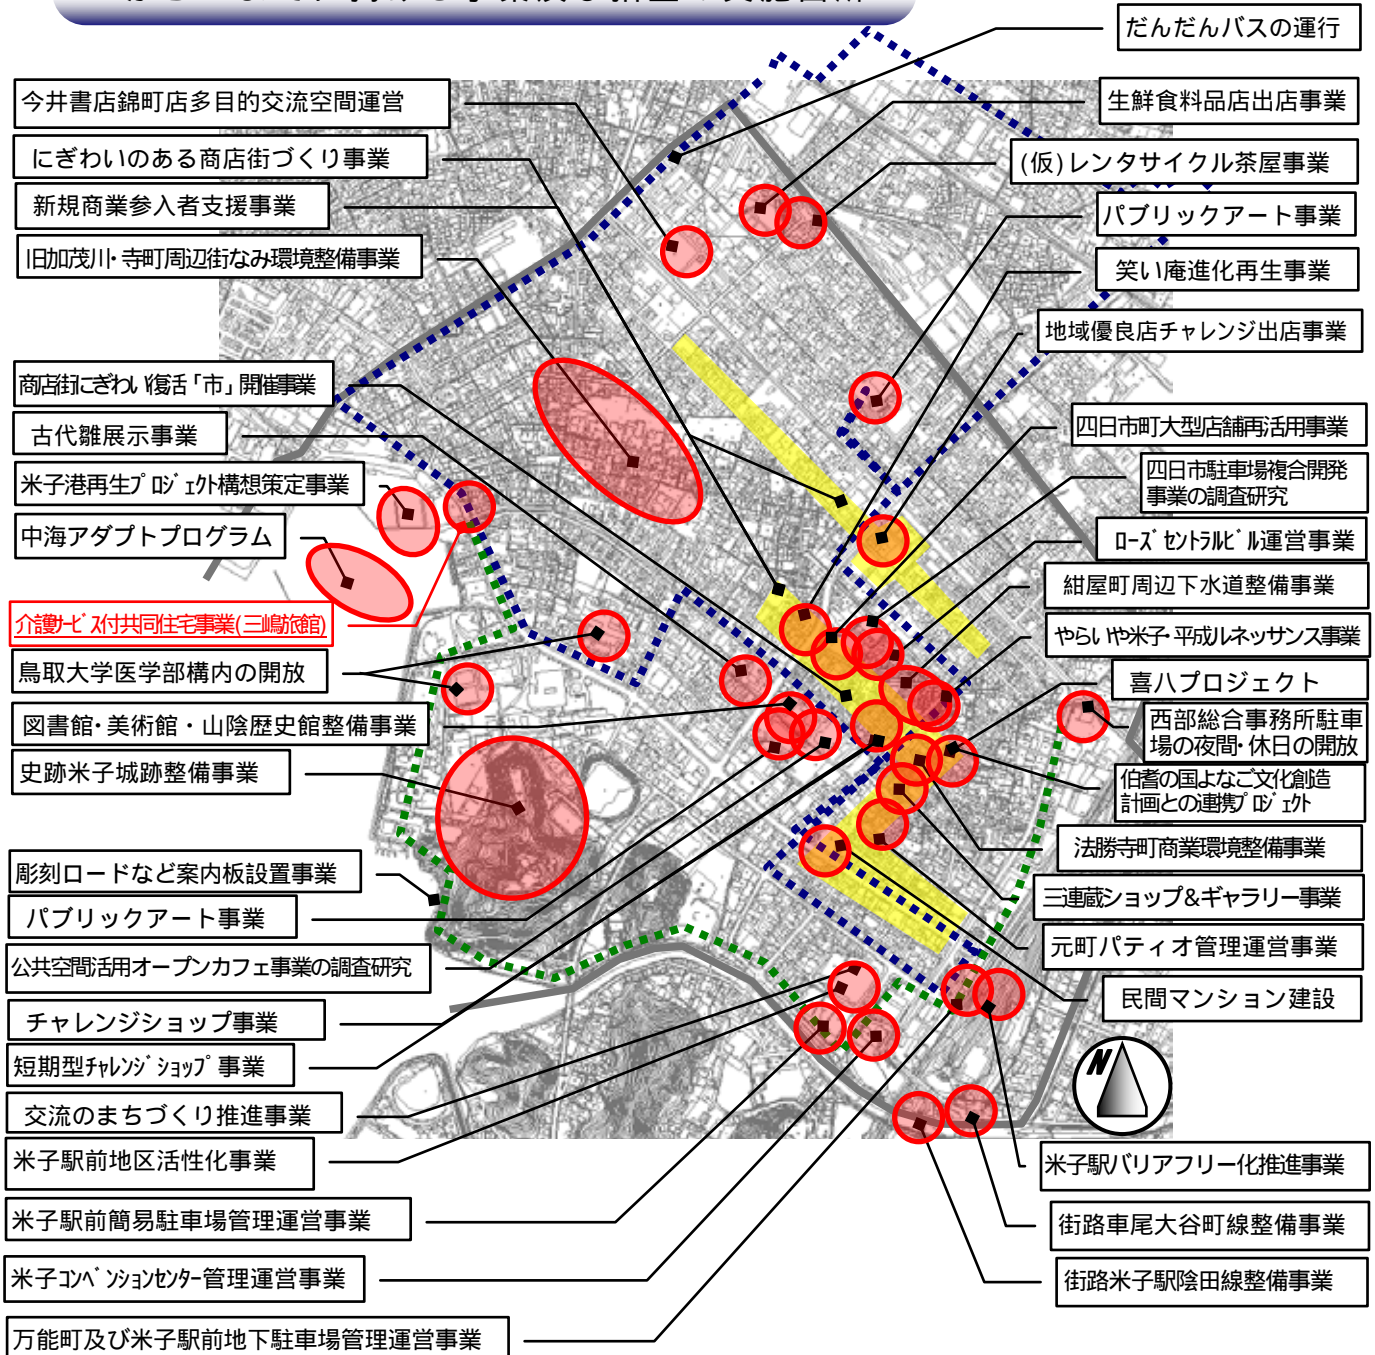 だんだんバスの運行
今井書店錦町店多目的交流空間運営
生鮮食料品店出店事業
にぎわいのある商店街づくり事業
(仮)レンタサイクル茶屋事業
新規商業参入者支援事業
パブリックアート事業
旧加茂川・寺町周辺街なみ環境整備事業
笑い庵進化再生事業
地域優良店チャレンジ出店事業
商店街にぎわい復活「市」開催事業
古代雛展示事業
四日市町大型店舗再活用事業
米子港再生プロジェクト構想策定事業
四日市駐車場複合開発
事業の調査研究
中海アダプトプログラム
ローズセントラルビル運営事業
紺屋町周辺下水道整備事業
介護サービス付共同住宅事業(三嶋旅館)
やらいや米子・平成ルネッサンス事業
鳥取大学医学部構内の開放
喜八プロジェクト
図書館・美術館・山陰歴史館整備事業
西部総合事務所駐車
場の夜間・休日の開放
史跡米子城跡整備事業
伯耆の国よなご文化創造
計画との連携プロジェクト
法勝寺町商業環境整備事業
彫刻ロードなど案内板設置事業
三連蔵ショップ&ギャラリー事業
パブリックアート事業
元町パティオ管理運営事業
公共空間活用オープンカフェ事業の調査研究
民間マンション建設
チャレンジショップ事業
短期型チャレンジショップ事業
N
交流のまちづくり推進事業
米子駅前地区活性化事業
米子駅バリアフリー化推進事業
米子駅前簡易駐車場管理運営事業
街路車尾大谷町線整備事業
米子コンベンションセンター管理運営事業
街路米子駅陰田線整備事業
万能町及び米子駅前地下駐車場管理運営事業